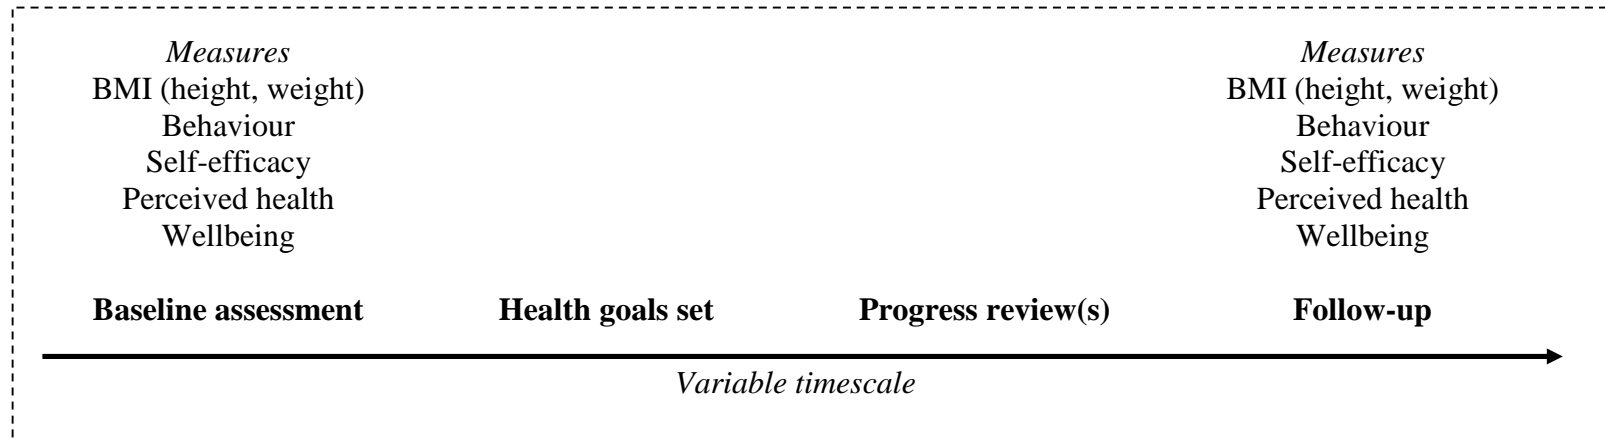 Measures
BMI (height, weight)
Behaviour
Self-efficacy
Perceived health
Wellbeing
Measures
BMI (height, weight)
Behaviour
Self-efficacy
Perceived health
Wellbeing
Baseline assessment
Health goals set
Progress review(s)
Follow-up
Variable timescale